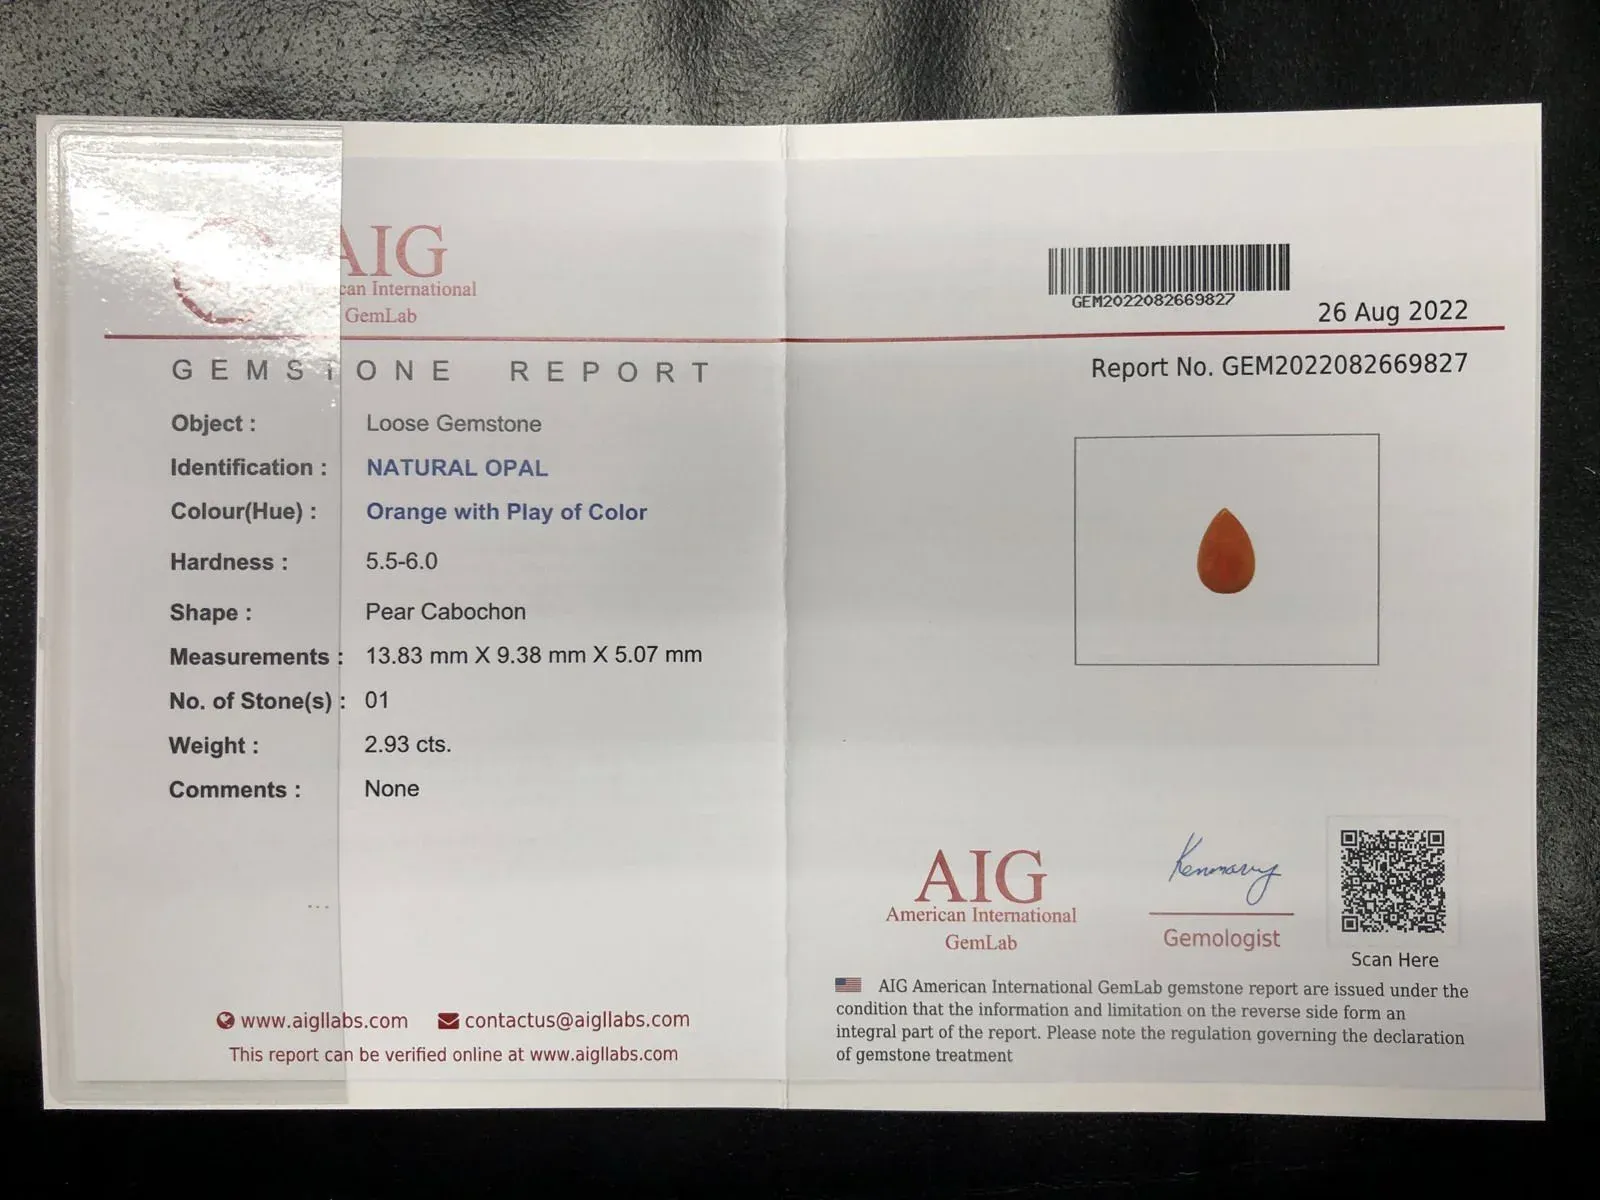 AIG
can International
GemLab
GEM2022082669827
26 Aug 2022
GEMSTONE REPORT
Report No. GEM2022082669827
Object : Loose Gemstone
Identification : NATURAL OPAL
Colour(Hue) : Orange with Play of Color
Hardness : 5.5-6.0
Shape : Pear Cabochon
Measurements : 13.83 mm X 9.38 mm X 5.07 mm
No. of Stone(s) : 01
Weight : 2.93 cts.
Comments : None
...
www.aigllabs.com contactus@aigllabs.com
This report can be verified online at www.aigllabs.com
AIG
American International
GemLab
Gemologist
Scan Here
AIG American International GemLab gemstone report are issued under the
condition that the information and limitation on the reverse side form an
integral part of the report. Please note the regulation governing the declaration
of gemstone treatment